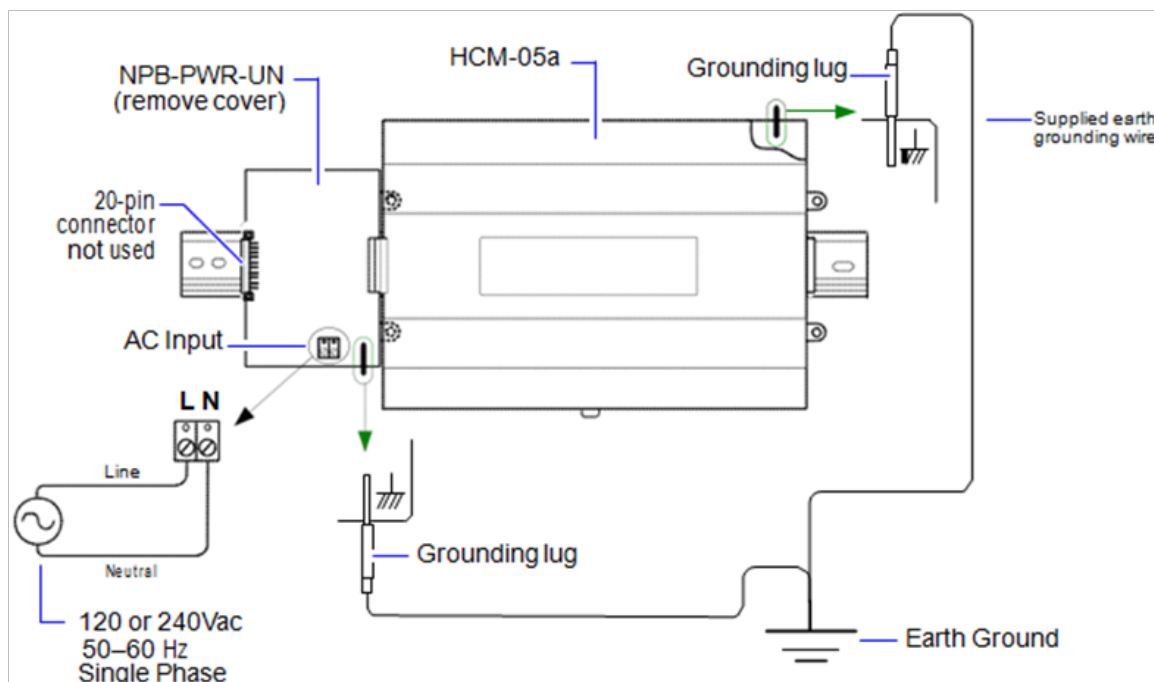 HCM-05a
NPB-PWR-UN
(remove cover)
Grounding lug
Supplied earth
grounding wire
20-pin
connector
not used
AC Input
L N
Line
Neutral
Grounding lug
120 or 240Vac
50–60 Hz
Single Phase
Earth Ground